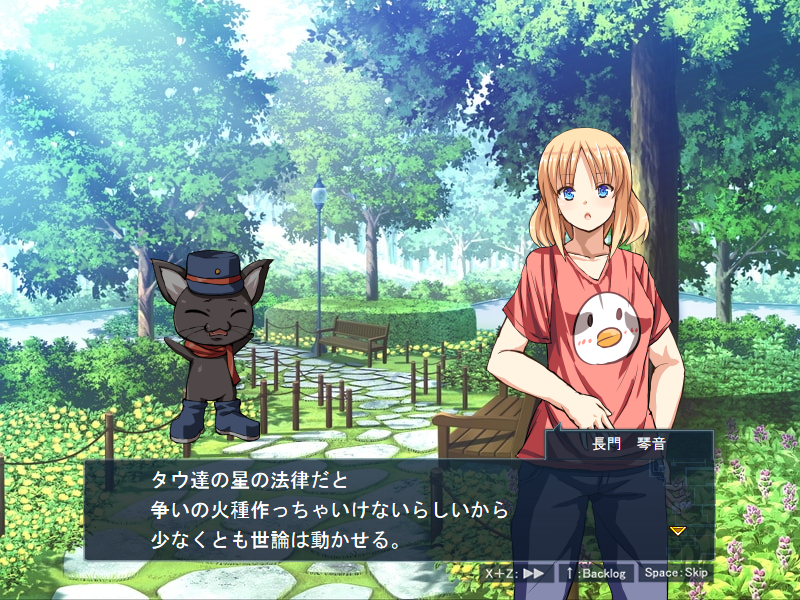 長門　琴音
タウ達の星の法律だと
争いの火種作っちゃいけないらしいから
少なくとも世論は動かせる。
X+Z:▶▶ ↑:Backlog Space:Skip